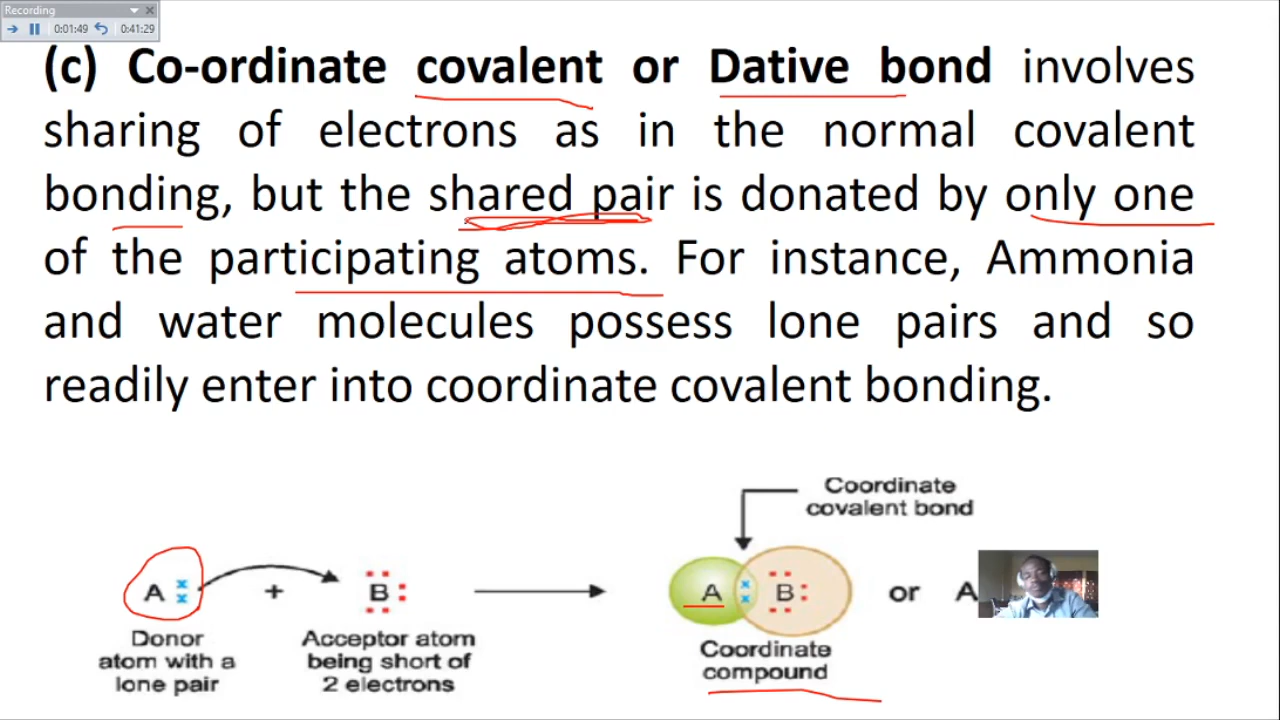 Recording
0:01:49 0:41:29
(c) Co-ordinate covalent or Dative bond involves
sharing of electrons as in the normal covalent
bonding, but the shared pair is donated by only one
of the participating atoms. For instance, Ammonia
and water molecules possess lone pairs and so
readily enter into coordinate covalent bonding.
Coordinate
covalent bond
A + B A B or A
Donor
atom with a
lone pair
Acceptor atom
being short of
2 electrons
Coordinate
compound